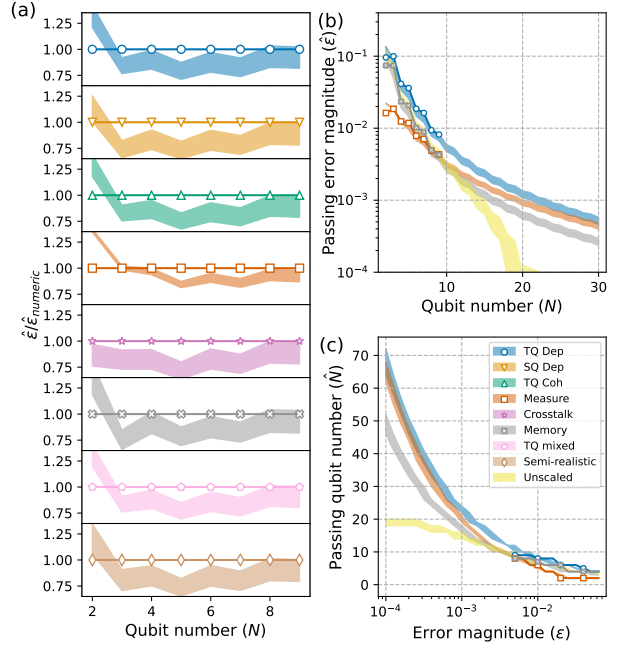 (a)
ε̂/ε̂numeric
1.25
1.00
0.75
1.25
1.00
0.75
1.25
1.00
0.75
1.25
1.00
0.75
1.25
1.00
0.75
1.25
1.00
0.75
1.25
1.00
0.75
1.25
1.00
0.75
2 4 6 8
Qubit number (N)
(b)
Passing error magnitude (ε̂)
10⁻¹
10⁻²
10⁻³
10⁻⁴
10 20 30
Qubit number (N)
(c)
Passing qubit number (N̂)
70
60
50
40
30
20
10
0
10⁻⁴ 10⁻³ 10⁻²
Error magnitude (ε)
TQ Dep
SQ Dep
TQ Coh
Measure
Crosstalk
Memory
TQ mixed
Semi-realistic
Unscaled